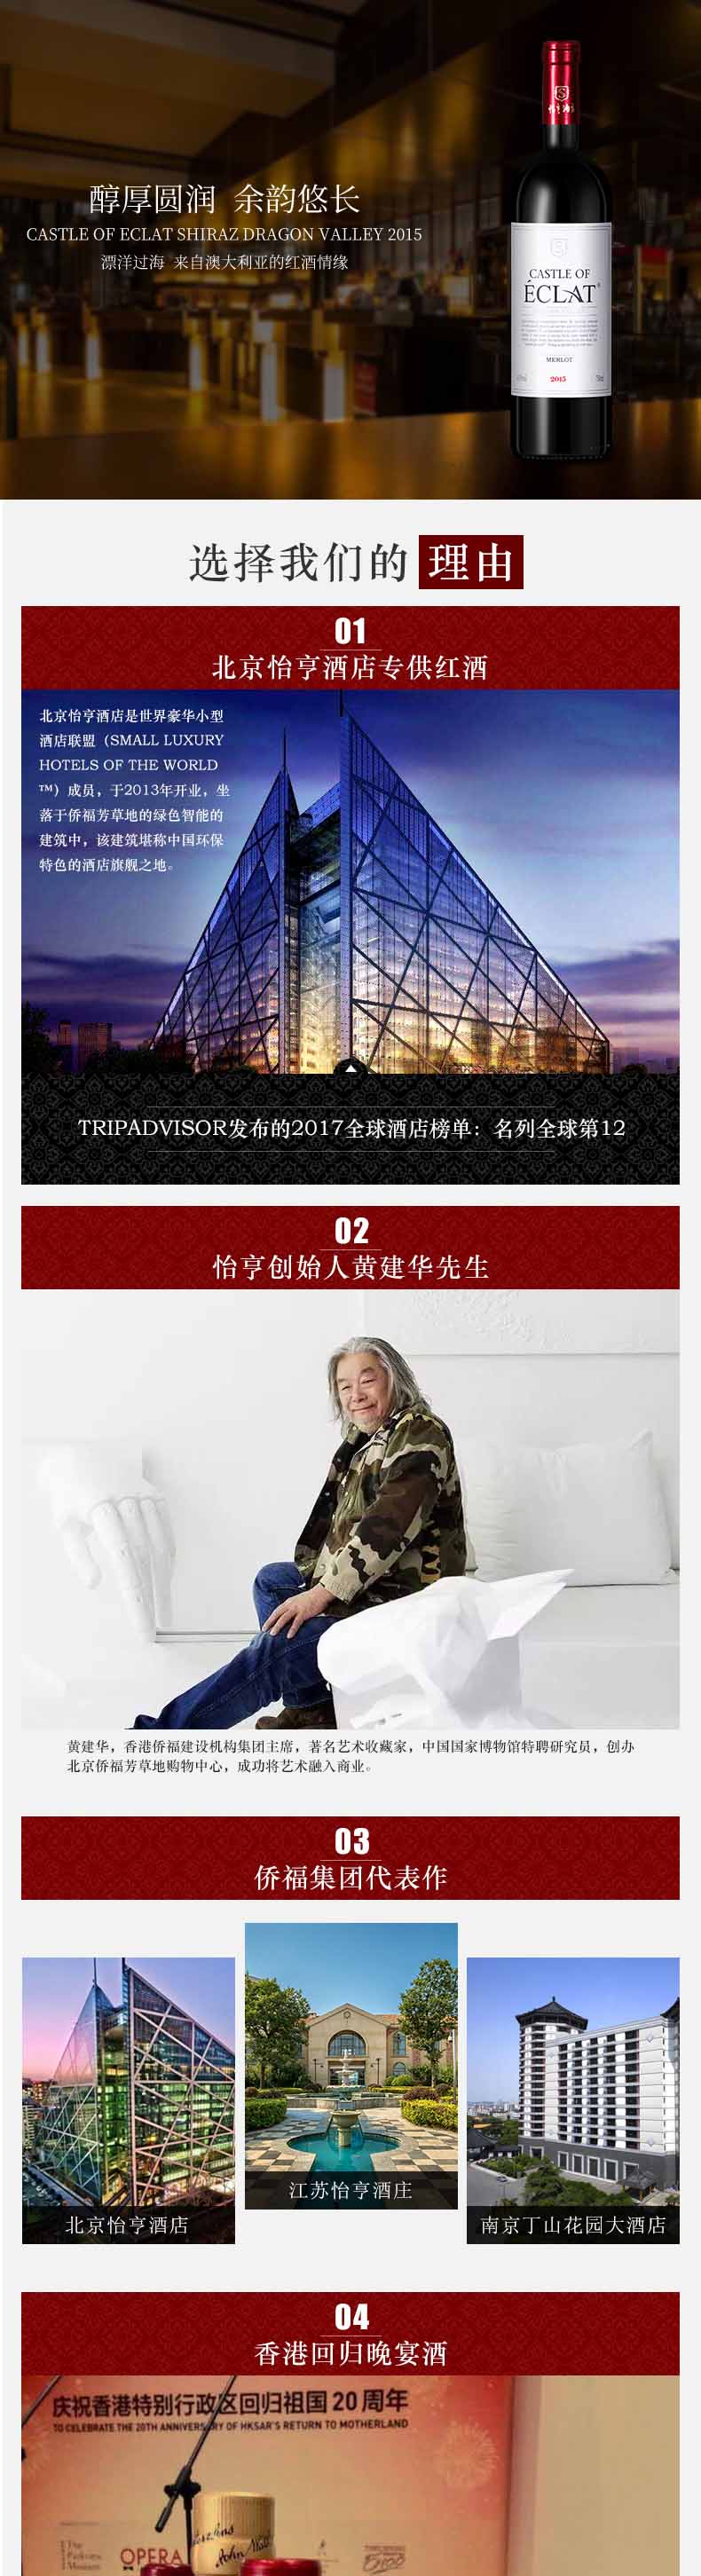 醇厚圆润 余韵悠长
CASTLE OF ECLAT SHIRAZ DRAGON VALLEY 2015
漂洋过海 来自澳大利亚的红酒情缘
CASTLE OF
ÉCLAT
MERLOT
2015
选择我们的 理由
01
北京怡亨酒店专供红酒
北京怡亨酒店是世界豪华小型
酒店联盟（SMALL LUXURY
HOTELS OF THE WORLD
™）成员，于2013年开业，坐
落于侨福芳草地的绿色智能的
建筑中，该建筑堪称中国环保
特色的酒店旗舰之地。
TRIPADVISOR发布的2017全球酒店榜单：名列全球第12
02
怡亨创始人黄建华先生
黄建华，香港侨福建设机构集团主席，著名艺术收藏家，中国国家博物馆特聘研究员，创办
北京侨福芳草地购物中心，成功将艺术融入商业。
03
侨福集团代表作
北京怡亨酒店
江苏怡亨酒庄
南京丁山花园大酒店
04
香港回归晚宴酒
庆祝香港特别行政区回归祖国 20 周年
TO CELEBRATE THE 20TH ANNIVERSARY OF HKSAR'S RETURN TO MOTHERLAND
OPERA